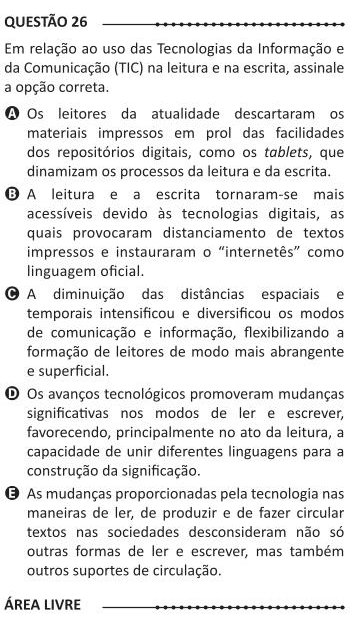 QUESTÃO 26
Em relação ao uso das Tecnologias da Informação e
da Comunicação (TIC) na leitura e na escrita, assinale
a opção correta.
A Os leitores da atualidade descartaram os
materiais impressos em prol das facilidades
dos repositórios digitais, como os tablets, que
dinamizam os processos da leitura e da escrita.
B A leitura e a escrita tornaram-se mais
acessíveis devido às tecnologias digitais, as
quais provocaram distanciamento de textos
impressos e instauraram o “internetês” como
linguagem oficial.
C A diminuição das distâncias espaciais e
temporais intensificou e diversificou os modos
de comunicação e informação, flexibilizando a
formação de leitores de modo mais abrangente
e superficial.
D Os avanços tecnológicos promoveram mudanças
significativas nos modos de ler e escrever,
favorecendo, principalmente no ato da leitura, a
capacidade de unir diferentes linguagens para a
construção da significação.
E As mudanças proporcionadas pela tecnologia nas
maneiras de ler, de produzir e de fazer circular
textos nas sociedades desconsideram não só
outras formas de ler e escrever, mas também
outros suportes de circulação.
ÁREA LIVRE